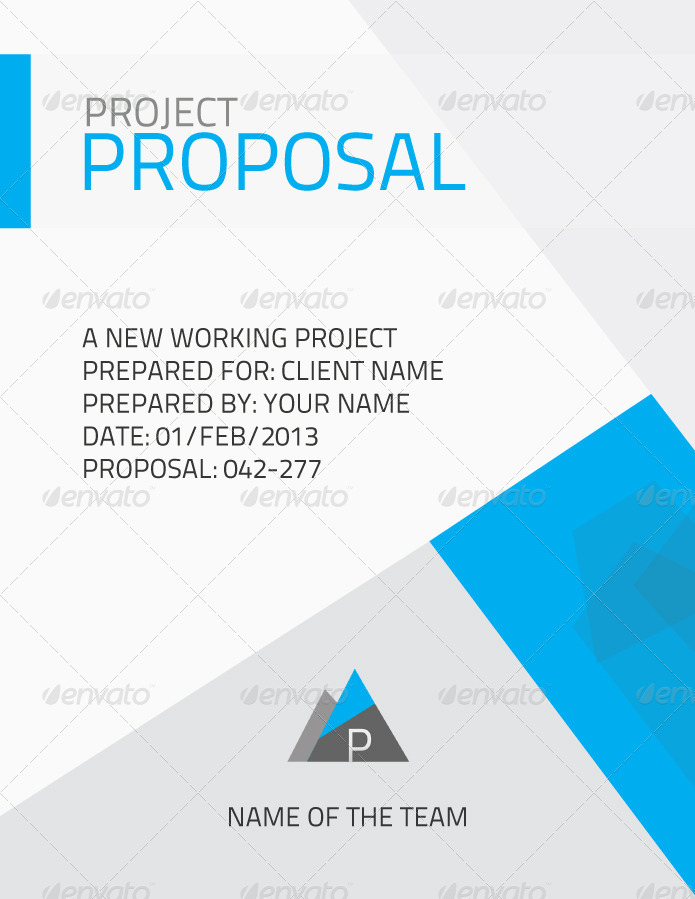 PROJECT
PROPOSAL
A NEW WORKING PROJECT
PREPARED FOR: CLIENT NAME
PREPARED BY: YOUR NAME
DATE: 01/FEB/2013
PROPOSAL: 042-277
P
NAME OF THE TEAM
envato